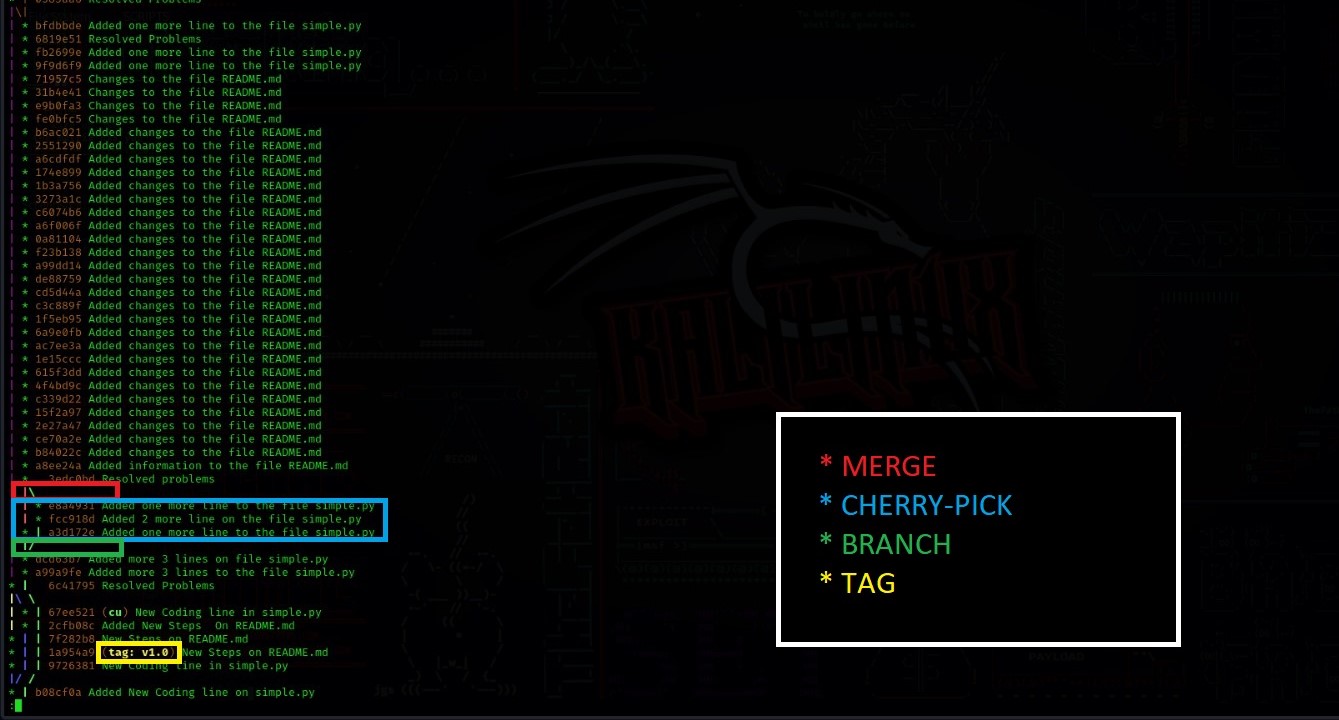 * bfdbbde Added one more line to the file simple.py
* 6819e51 Resolved Problems
* fb2699e Added one more line to the file simple.py
* 9f9d6f9 Added one more line to the file simple.py
* 71957c5 Changes to the file README.md
* 31b4e41 Changes to the file README.md
* e9b0fa3 Changes to the file README.md
* fe0bfc5 Changes to the file README.md
* b6ac021 Added changes to the file README.md
* 2551290 Added changes to the file README.md
* a6cdfdf Added changes to the file README.md
* 174e899 Added changes to the file README.md
* 1b3a756 Added changes to the file README.md
* 3273a1c Added changes to the file README.md
* c6074b6 Added changes to the file README.md
* a6f006f Added changes to the file README.md
* 0a81104 Added changes to the file README.md
* f23b138 Added changes to the file README.md
* a99dd14 Added changes to the file README.md
* de88759 Added changes to the file README.md
* cd5d44a Added changes to the file README.md
* c3c889f Added changes to the file README.md
* 1f5eb95 Added changes to the file README.md
* 6a9e0fb Added changes to the file README.md
* ac7ee3a Added changes to the file README.md
* 1e15ccc Added changes to the file README.md
* 615f3dd Added changes to the file README.md
* 4f4bd9c Added changes to the file README.md
* c339d22 Added changes to the file README.md
* 15f2a97 Added changes to the file README.md
* 2e27a47 Added changes to the file README.md
* ce70a2e Added changes to the file README.md
* b84022c Added changes to the file README.md
* a8ee24a Added information to the file README.md
* 3edc0bd Resolved problems
* e8a4931 Added one more line to the file simple.py
* fcc918d Added 2 more line on the file simple.py
* | a3d172e Added one more line to the file simple.py
* dcd63b7 Added more 3 lines on file simple.py
* a99a9fe Added more 3 lines to the file simple.py
* | 6c41795 Resolved Problems
* | 67ee521 (cu) New Coding line in simple.py
* | 2cfb08c Added New Steps On README.md
* | | 7f282b8 New Steps on README.md
* | | 1a954a9 (tag: v1.0) New Steps on README.md
* | | 9726381 New Coding line in simple.py
* | b08cf0a Added New Coding line on simple.py
:
* MERGE
* CHERRY-PICK
* BRANCH
* TAG
KALI LINUX